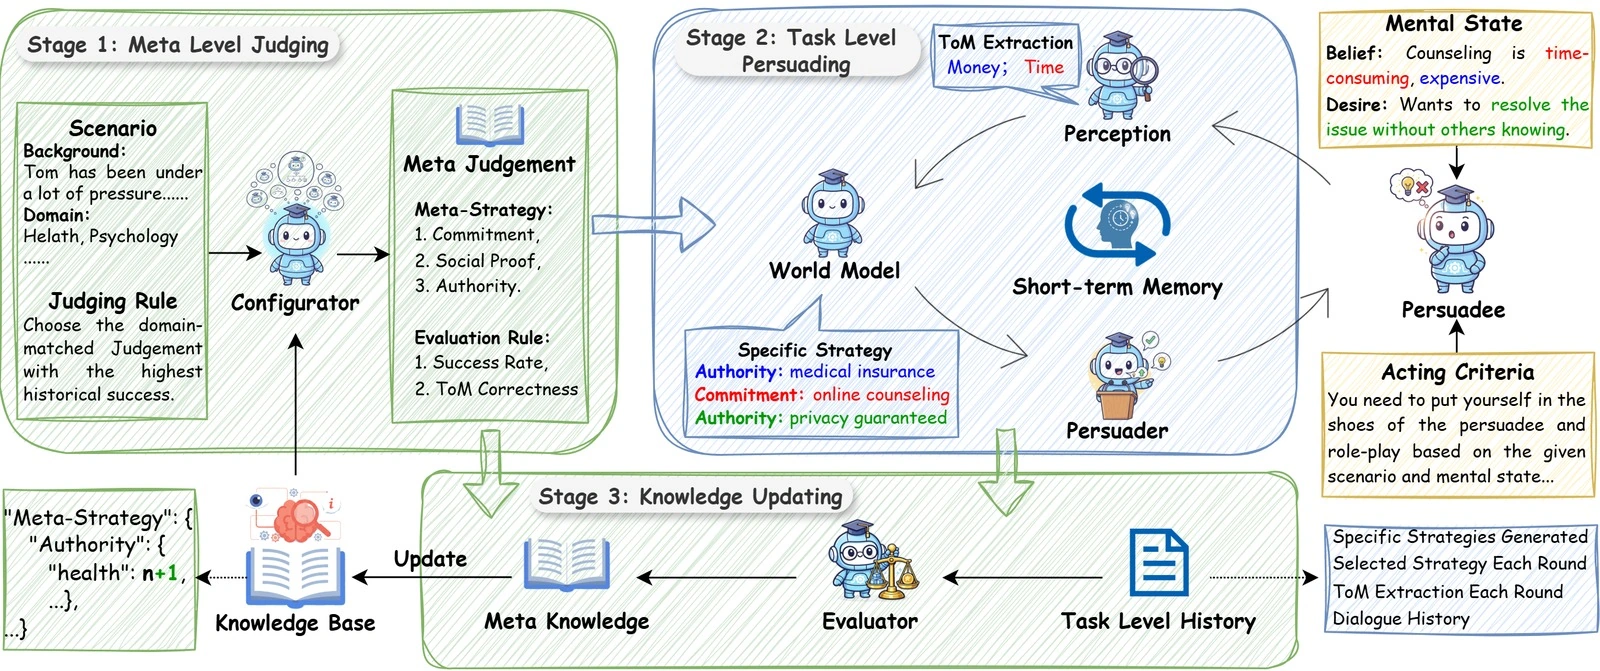 Stage 1: Meta Level Judging
Scenario
Background:
Tom has been under
a lot of pressure......
Domain:
Helath, Psychology
......
Judging Rule
Choose the domain-
matched Judgement
with the highest
historical success.
Configurator
Meta Judgement
Meta-Strategy:
1. Commitment,
2. Social Proof,
3. Authority.
Evaluation Rule:
1. Success Rate,
2. ToM Correctness
Stage 2: Task Level
Persuading
ToM Extraction
Money; Time
Perception
World Model
Short-term Memory
Specific Strategy
Authority: medical insurance
Commitment: online counseling
Authority: privacy guaranteed
Persuader
Mental State
Belief: Counseling is time-
consuming, expensive.
Desire: Wants to resolve the
issue without others knowing.
Persuadee
Acting Criteria
You need to put yourself in the
shoes of the persuadee and
role-play based on the given
scenario and mental state...
Stage 3: Knowledge Updating
"Meta-Strategy": {
"Authority": {
"health": n+1,
...},
...}
i
Knowledge Base
Update
Meta Knowledge
Evaluator
Task Level History
Specific Strategies Generated
Selected Strategy Each Round
ToM Extraction Each Round
Dialogue History